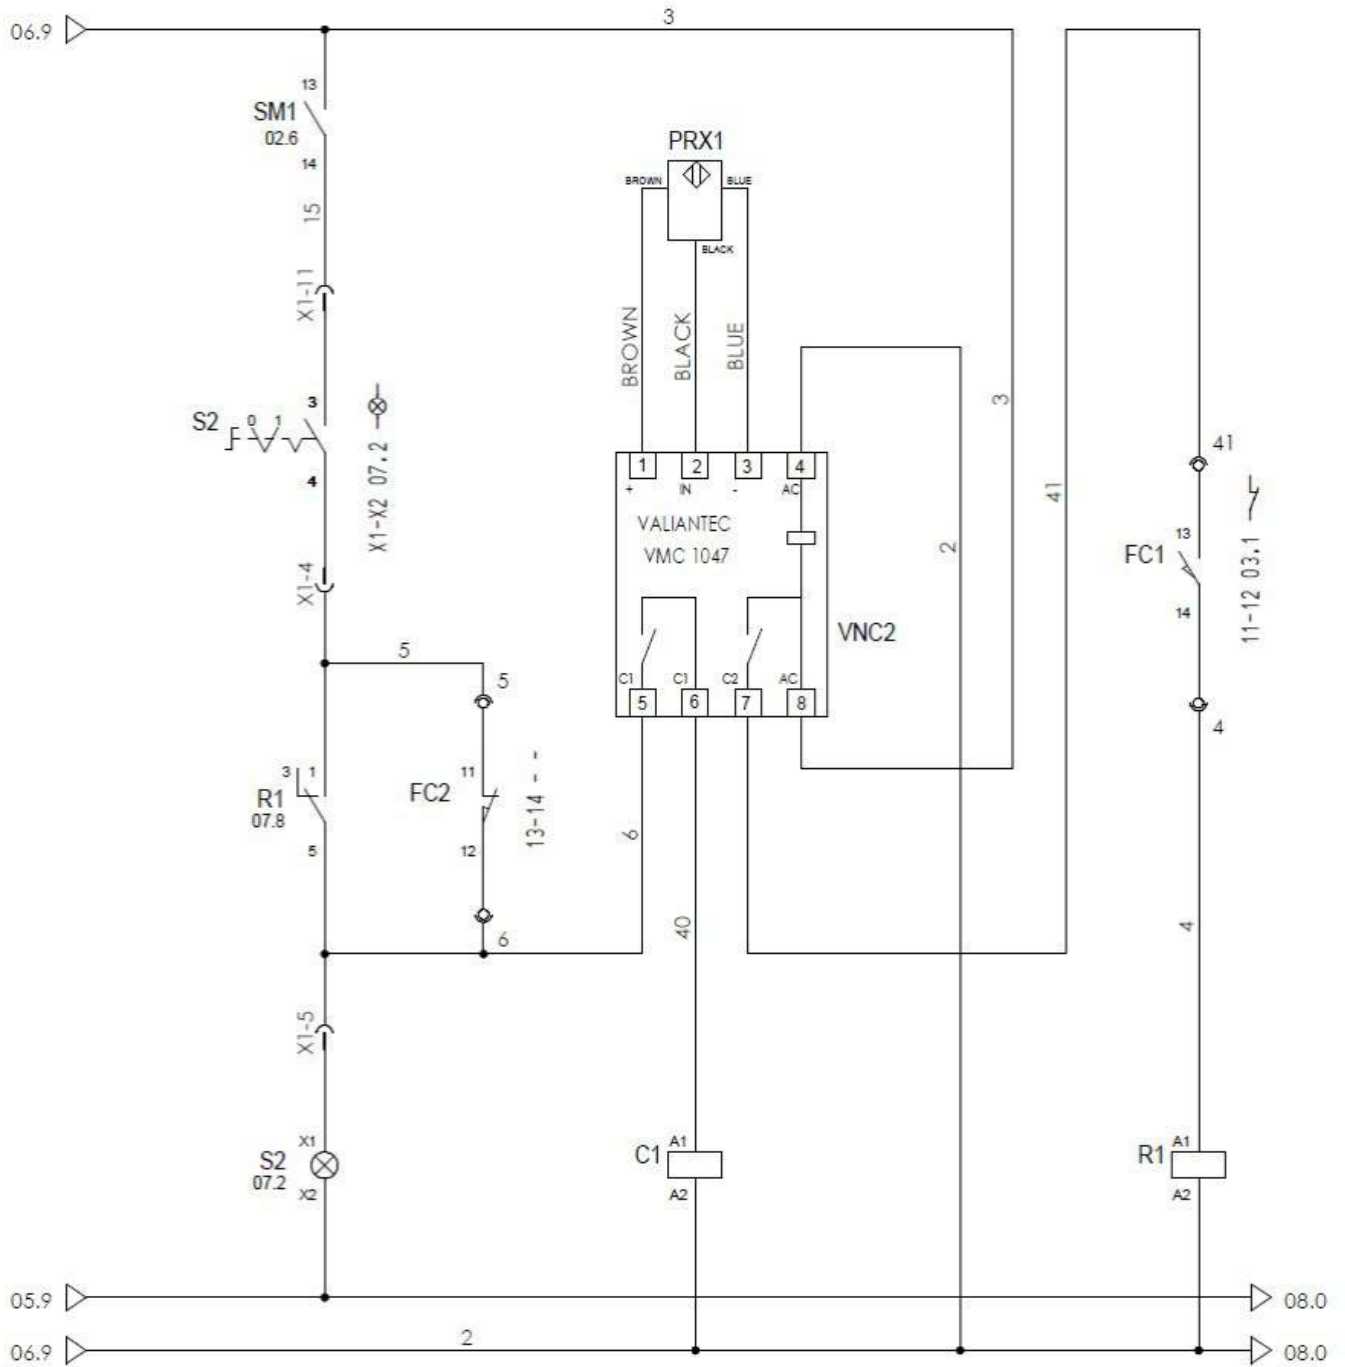 3
06.9
13
SM1
02.6
14
15
X1-11
PRX1
BROWN
BLUE
BLACK
BROWN
BLACK
BLUE
3
S2
0 1
4
X1-X2 07.2
X1-4
3
41
2
41
13
FC1
14
11-12 03.1
4
1 2 3 4
+ IN - AC
VALIANTEC
VMC 1047
VNC2
C1 C1 C2 AC
5 6 7 8
5
5
3 1
R1
07.8
5
11
FC2
12
13-14 - -
6
6
40
4
X1-5
X1
S2
07.2
X2
A1
C1
A2
A1
R1
A2
05.9
08.0
2
06.9
08.0